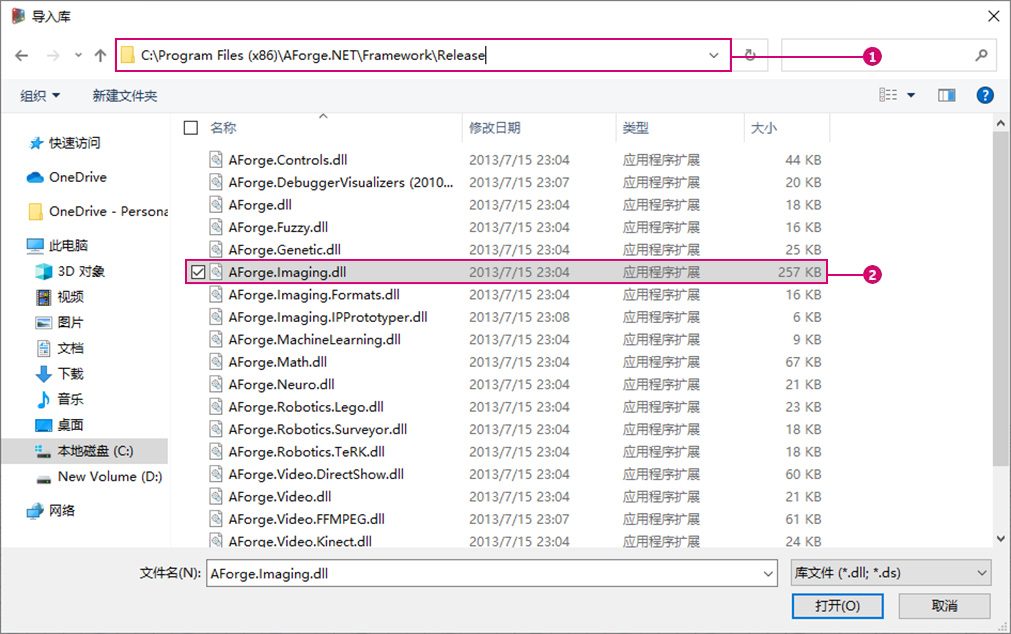 导入库
C:\Program Files (x86)\AForge.NET\Framework\Release
1
组织
新建文件夹
名称 修改日期 类型 大小
快速访问
OneDrive
OneDrive - Persona
此电脑
3D 对象
视频
图片
文档
下载
音乐
桌面
本地磁盘 (C:)
New Volume (D:)
网络
AForge.Controls.dll 2013/7/15 23:04 应用程序扩展 44 KB
AForge.DebuggerVisualizers (2010... 2013/7/15 23:07 应用程序扩展 20 KB
AForge.dll 2013/7/15 23:04 应用程序扩展 18 KB
AForge.Fuzzy.dll 2013/7/15 23:04 应用程序扩展 16 KB
AForge.Genetic.dll 2013/7/15 23:04 应用程序扩展 25 KB
AForge.Imaging.dll 2013/7/15 23:04 应用程序扩展 257 KB
2
AForge.Imaging.Formats.dll 2013/7/15 23:04 应用程序扩展 16 KB
AForge.Imaging.IPPrototyper.dll 2013/7/15 23:08 应用程序扩展 6 KB
AForge.MachineLearning.dll 2013/7/15 23:04 应用程序扩展 9 KB
AForge.Math.dll 2013/7/15 23:04 应用程序扩展 67 KB
AForge.Neuro.dll 2013/7/15 23:04 应用程序扩展 21 KB
AForge.Robotics.Lego.dll 2013/7/15 23:04 应用程序扩展 23 KB
AForge.Robotics.Surveyor.dll 2013/7/15 23:04 应用程序扩展 18 KB
AForge.Robotics.TeRK.dll 2013/7/15 23:04 应用程序扩展 18 KB
AForge.Video.DirectShow.dll 2013/7/15 23:04 应用程序扩展 60 KB
AForge.Video.dll 2013/7/15 23:04 应用程序扩展 21 KB
AForge.Video.FFMPEG.dll 2013/7/15 23:07 应用程序扩展 61 KB
AForge.Video.Kinect.dll 2013/7/15 23:04 应用程序扩展 24 KB
文件名(N): AForge.Imaging.dll
库文件 (*.dll; *.ds)
打开(O)
取消